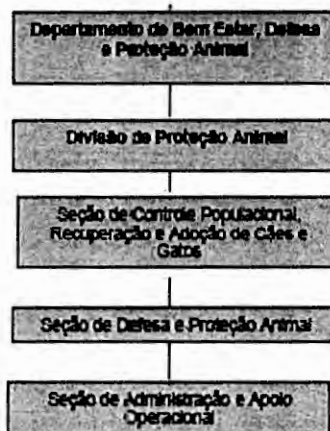 Departamento de Bem Estar, Defesa
e Proteção Animal
Divisão de Proteção Animal
Seção de Controle Populacional,
Recuperação e Adoção de Cães e
Gatos
Seção de Defesa e Proteção Animal
Seção de Administração e Apoio
Operacional